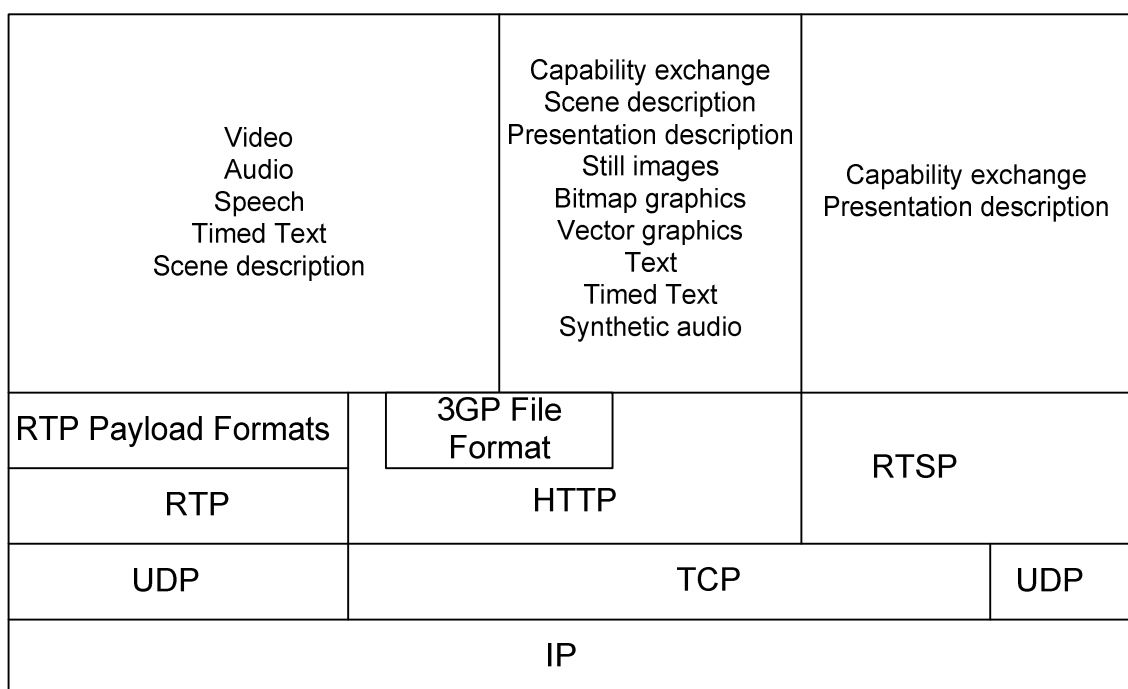 Video
Audio
Speech
Timed Text
Scene description
Capability exchange
Scene description
Presentation description
Still images
Bitmap graphics
Vector graphics
Text
Timed Text
Synthetic audio
Capability exchange
Presentation description
RTP Payload Formats
3GP File
Format
RTSP
RTP
HTTP
UDP
TCP
UDP
IP